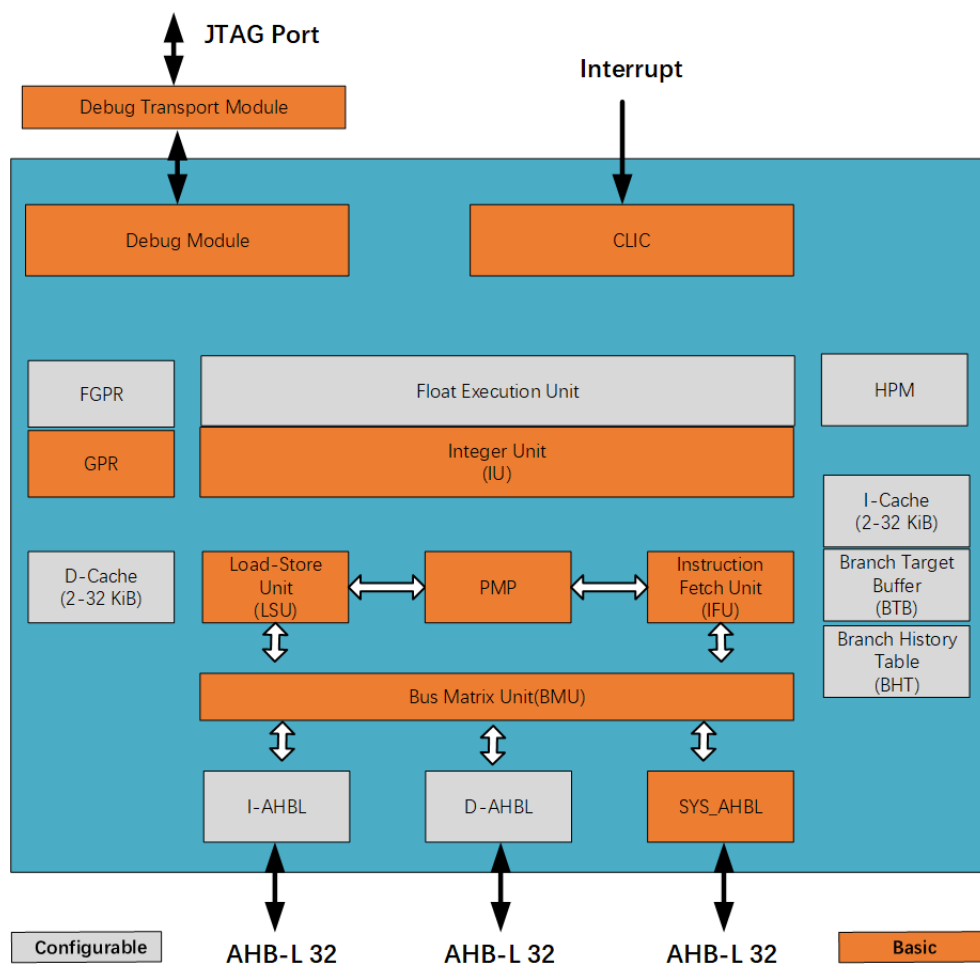 JTAG Port
Interrupt
Debug Transport Module
Debug Module
CLIC
FGPR
Float Execution Unit
HPM
GPR
Integer Unit
(IU)
I-Cache
(2-32 KiB)
D-Cache
(2-32 KiB)
Load-Store
Unit
(LSU)
PMP
Instruction
Fetch Unit
(IFU)
Branch Target
Buffer
(BTB)
Branch History
Table
(BHT)
Bus Matrix Unit(BMU)
I-AHBL
D-AHBL
SYS_AHBL
Configurable
AHB-L 32
AHB-L 32
AHB-L 32
Basic